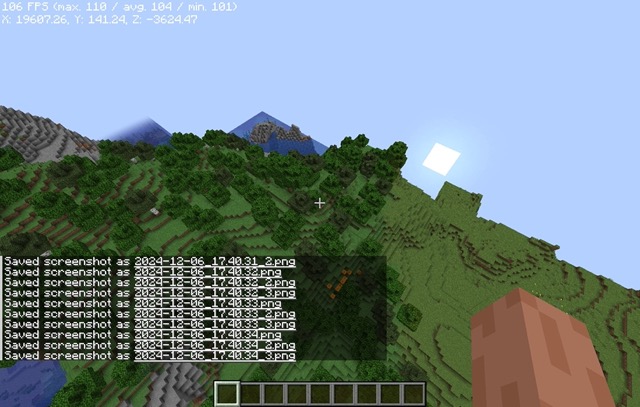 106 FPS (max. 110 / avg. 104 / min. 101)
X: 19607.26, Y: 141.24, Z: -3624.47
Saved screenshot as 2024-12-06_17.40.31_2.png
Saved screenshot as 2024-12-06_17.40.32.png
Saved screenshot as 2024-12-06_17.40.32_2.png
Saved screenshot as 2024-12-06_17.40.32_3.png
Saved screenshot as 2024-12-06_17.40.33.png
Saved screenshot as 2024-12-06_17.40.33_2.png
Saved screenshot as 2024-12-06_17.40.33_3.png
Saved screenshot as 2024-12-06_17.40.34.png
Saved screenshot as 2024-12-06_17.40.34_2.png
Saved screenshot as 2024-12-06_17.40.34_3.png